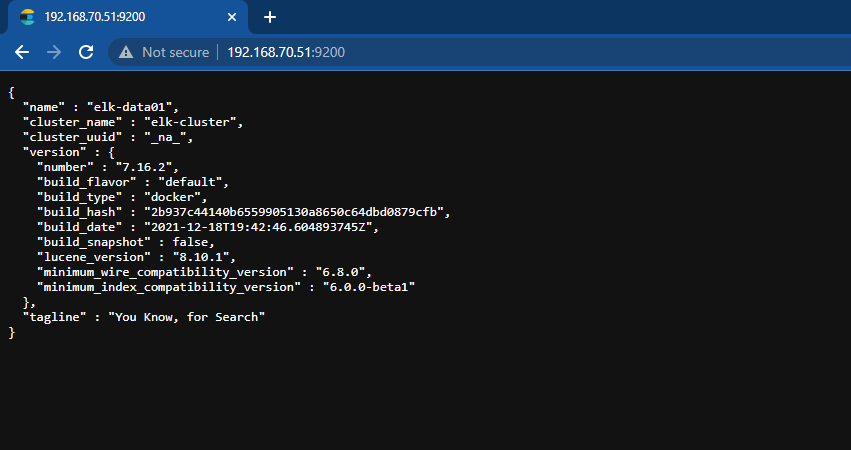 192.168.70.51:9200
Not secure
192.168.70.51:9200
{
  "name" : "elk-data01",
  "cluster_name" : "elk-cluster",
  "cluster_uuid" : "_na_",
  "version" : {
    "number" : "7.16.2",
    "build_flavor" : "default",
    "build_type" : "docker",
    "build_hash" : "2b937c44140b6559905130a8650c64dbd0879cfb",
    "build_date" : "2021-12-18T19:42:46.604893745Z",
    "build_snapshot" : false,
    "lucene_version" : "8.10.1",
    "minimum_wire_compatibility_version" : "6.8.0",
    "minimum_index_compatibility_version" : "6.0.0-beta1"
  },
  "tagline" : "You Know, for Search"
}